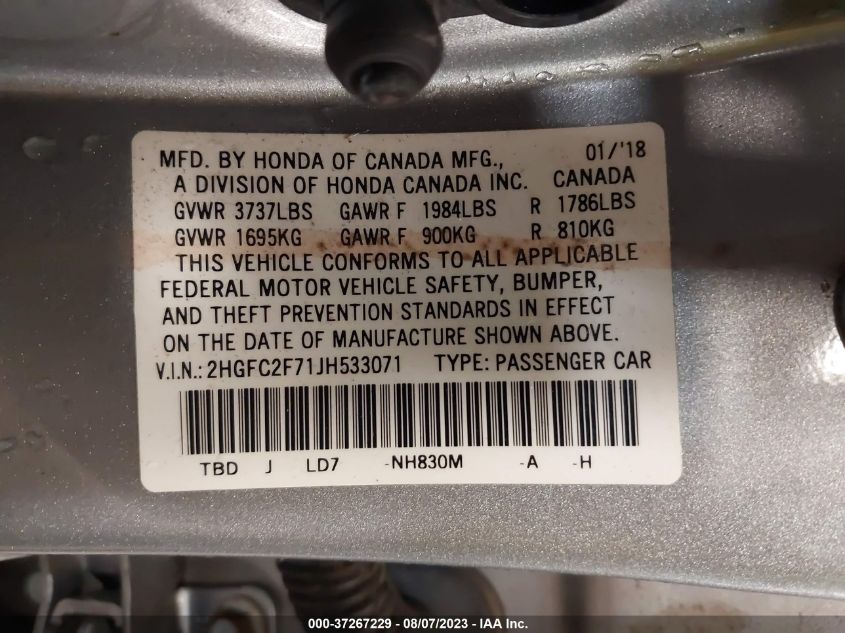 MFD. BY HONDA OF CANADA MFG., 01/'18
A DIVISION OF HONDA CANADA INC. CANADA
GVWR 3737LBS GAWR F 1984LBS R 1786LBS
GVWR 1695KG GAWR F 900KG R 810KG
THIS VEHICLE CONFORMS TO ALL APPLICABLE
FEDERAL MOTOR VEHICLE SAFETY, BUMPER,
AND THEFT PREVENTION STANDARDS IN EFFECT
ON THE DATE OF MANUFACTURE SHOWN ABOVE.
V.I.N.: 2HGFC2F71JH533071 TYPE: PASSENGER CAR
TBD J LD7 -NH830M -A -H
000-37267229 - 08/07/2023 - IAA Inc.